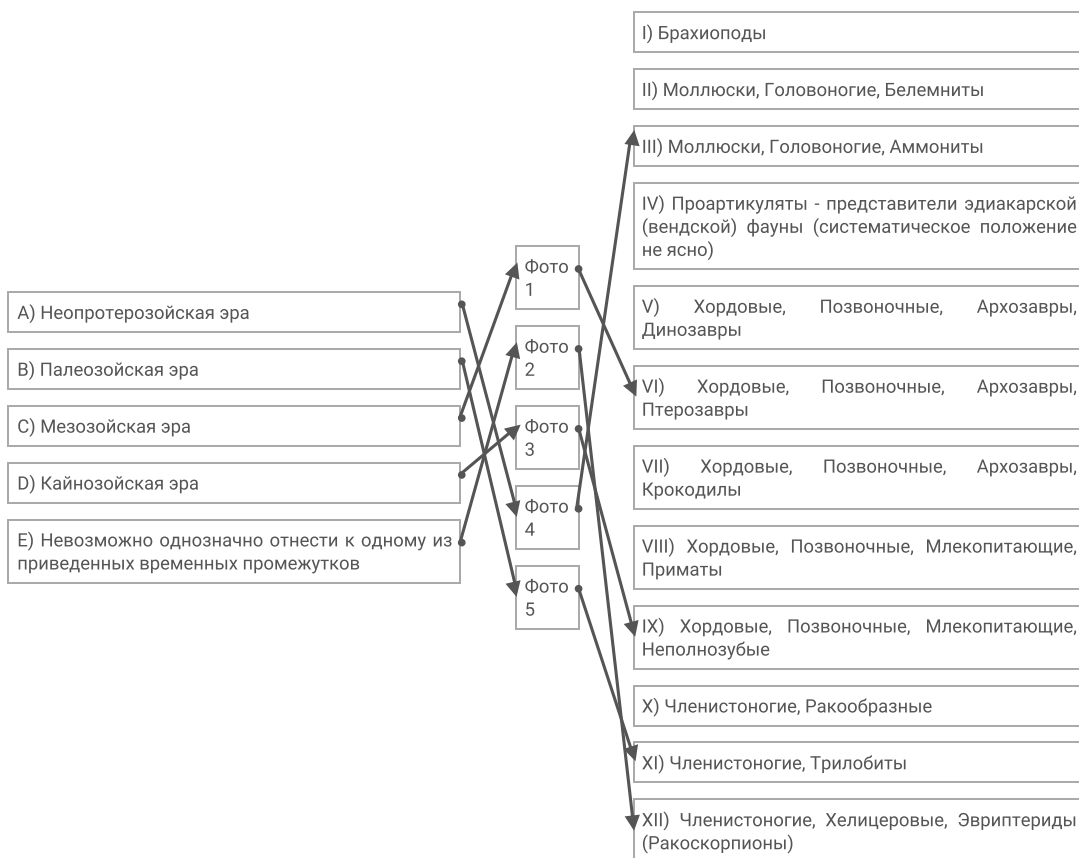 A) Неопротерозойская эра
B) Палеозойская эра
C) Мезозойская эра
D) Кайнозойская эра
E) Невозможно однозначно отнести к одному из
приведенных временных промежутков
Фото
1
Фото
2
Фото
3
Фото
4
Фото
5
I) Брахиоподы
II) Моллюски, Головоногие, Белемниты
III) Моллюски, Головоногие, Аммониты
IV) Проартикуляты - представители эдиакарской
(вендской) фауны (систематическое положение
не ясно)
V) Хордовые, Позвоночные, Архозавры,
Динозавры
VI) Хордовые, Позвоночные, Архозавры,
Птерозавры
VII) Хордовые, Позвоночные, Архозавры,
Крокодилы
VIII) Хордовые, Позвоночные, Млекопитающие,
Приматы
IX) Хордовые, Позвоночные, Млекопитающие,
Неполнозубые
X) Членистоногие, Ракообразные
XI) Членистоногие, Трилобиты
XII) Членистоногие, Хелицеровые, Эвриптериды
(Ракоскорпионы)